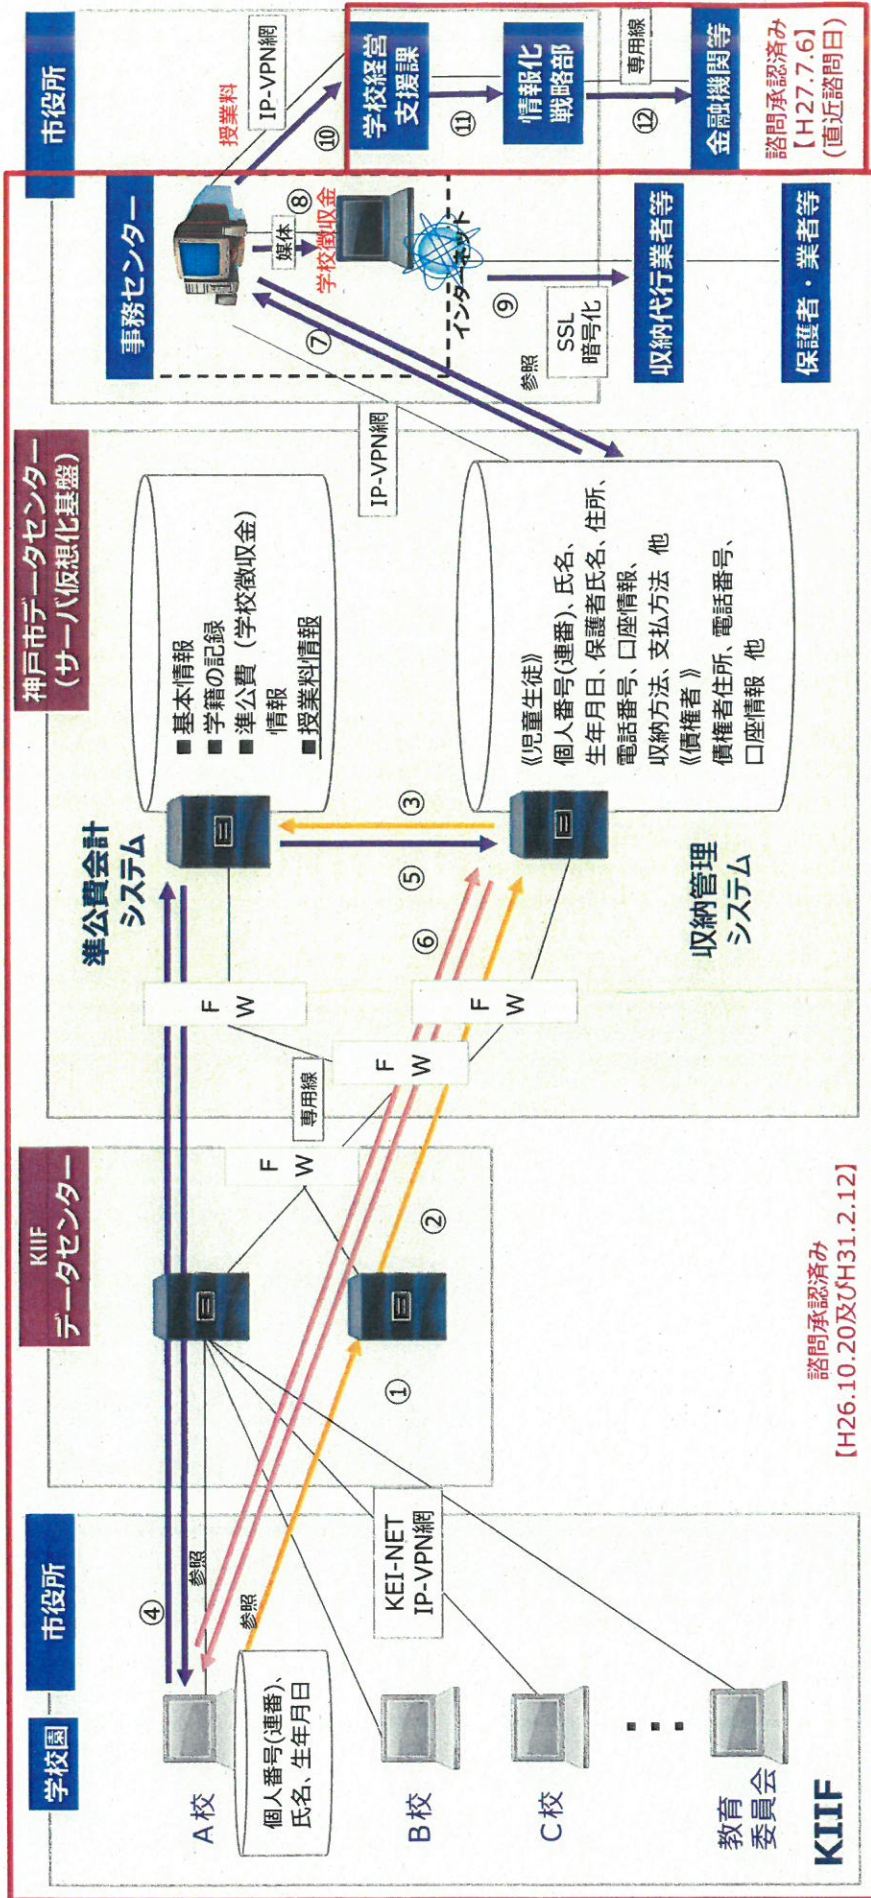 学校園
市役所
A校
個人番号(連番)、
氏名、生年月日
B校
C校
教育
委員会
KIIF
④
参照
参照
KEI-NET
IP-VPN網
KIIF
データセンター
①
②
F
W
専用線
諮問承認済み
【H26.10.20及びH31.2.12】
神戸市データセンター
(サーバ仮想化基盤)
準公費会計
システム
F
W
F
W
F
W
⑥
⑤
③
収納管理
システム
■基本情報
■学籍の記録
■準公費(学校徴収金)
情報
■授業料情報
《児童生徒》
個人番号(連番)、氏名、
生年月日、保護者氏名、住所、
電話番号、口座情報、
収納方法、支払方法 他
《債権者》
債権者住所、電話番号、
口座情報 他
IP-VPN網
事務センター
市役所
⑦
媒体
⑧
学校徴収金
インターネット
参照
⑨
SSL
暗号化
収納代行業者等
保護者・業者等
授業料
IP-VPN網
⑩
学校経営
支援課
⑪
情報化
戦略部
専用線
⑫
金融機関等
諮問承認済み
【H27.7.6】
(直近諮問日)